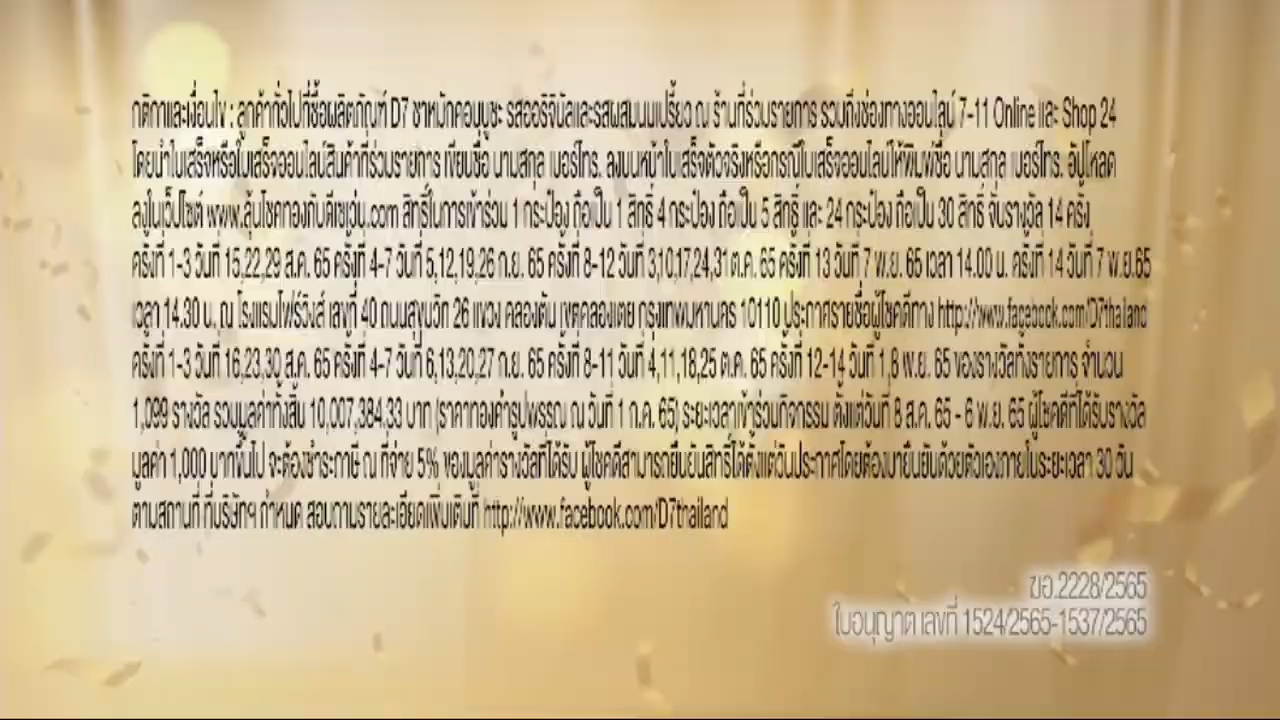 กติกาและเงื่อนไข : ลูกค้าทั่วไปที่ซื้อผลิตภัณฑ์ D7 ชาหมักคอมบูชะ รสออริจินัลและรสผสมนมเปรี้ยว ณ ร้านที่ร่วมรายการ รวมถึงช่องทางออนไลน์ 7-11 Online และ Shop 24
โดยนำใบเสร็จหรือใบเสร็จออนไลน์สินค้าที่ร่วมรายการ เขียนชื่อ นามสกุล เบอร์โทร. ลงบนหน้าใบเสร็จตัวจริงหรือกรณีใบเสร็จออนไลน์ให้พิมพ์ชื่อ นามสกุล เบอร์โทร. อัปโหลด
ลงในเว็ปไซต์ www.ลุ้นโชคทองกับดีเซเว่น.com สิทธิ์ในการเข้าร่วม 1 กระป๋อง ถือเป็น 1 สิทธิ์ 4 กระป๋อง ถือเป็น 5 สิทธิ์ และ 24 กระป๋อง ถือเป็น 30 สิทธิ์ จับรางวัล 14 ครั้ง
ครั้งที่ 1-3 วันที่ 15,22,29 ส.ค. 65 ครั้งที่ 4-7 วันที่ 5,12,19,26 ก.ย. 65 ครั้งที่ 8-12 วันที่ 3,10,17,24,31 ต.ค. 65 ครั้งที่ 13 วันที่ 7 พ.ย. 65 เวลา 14.00 น. ครั้งที่ 14 วันที่ 7 พ.ย.65
เวลา 14.30 น. ณ โรงแรมโฟร์วิงส์ เลขที่ 40 ถนนสุขุมวิท 26 แขวง คลองตัน เขตคลองเตย กรุงเทพมหานคร 10110 ประกาศรายชื่อผู้โชคดีทาง http://www.facebook.com/D7thailand
ครั้งที่ 1-3 วันที่ 16,23,30 ส.ค. 65 ครั้งที่ 4-7 วันที่ 6,13,20,27 ก.ย. 65 ครั้งที่ 8-11 วันที่ 4,11,18,25 ต.ค. 65 ครั้งที่ 12-14 วันที่ 1,8 พ.ย. 65 ของรางวัลทั้งรายการ จำนวน
1,099 รางวัล รวมมูลค่าทั้งสิ้น 10,007,384.33 บาท (ราคาทองคำรูปพรรณ ณ วันที่ 1 ก.ค. 65) ระยะเวลาเข้าร่วมกิจกรรม ตั้งแต่วันที่ 8 ส.ค. 65 - 6 พ.ย. 65 ผู้โชคดีที่ได้รับรางวัล
มูลค่า 1,000 บาทขึ้นไป จะต้องชำระภาษี ณ ที่จ่าย 5% ของมูลค่ารางวัลที่ได้รับ ผู้โชคดีสามารถยืนยันสิทธิ์ได้ตั้งแต่วันประกาศโดยต้องมายืนยันด้วยตัวเองภายในระยะเวลา 30 วัน
ตามสถานที่ ที่บริษัทฯ กำหนด สอบถามรายละเอียดเพิ่มเติมที่ http://www.facebook.com/D7thailand
ฆอ.2228/2565
ใบอนุญาต เลขที่ 1524/2565-1537/2565